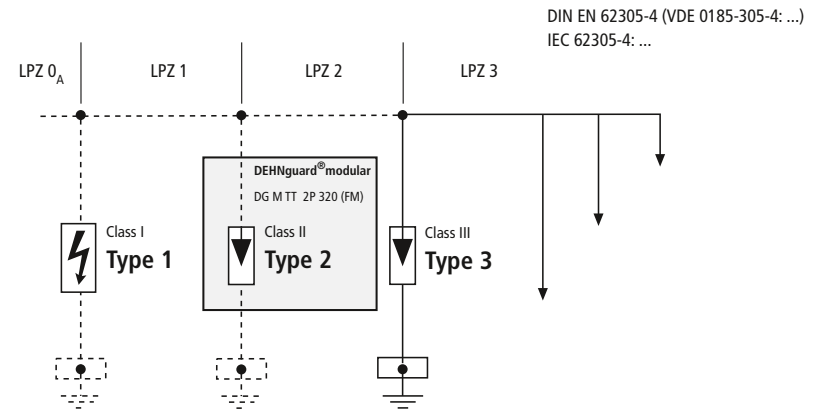 DIN EN 62305-4 (VDE 0185-305-4: ...)
IEC 62305-4: ...
LPZ 0A
LPZ 1
LPZ 2
LPZ 3
DEHNguard®modular
DG M TT 2P 320 (FM)
Class I
Type 1
Class II
Type 2
Class III
Type 3